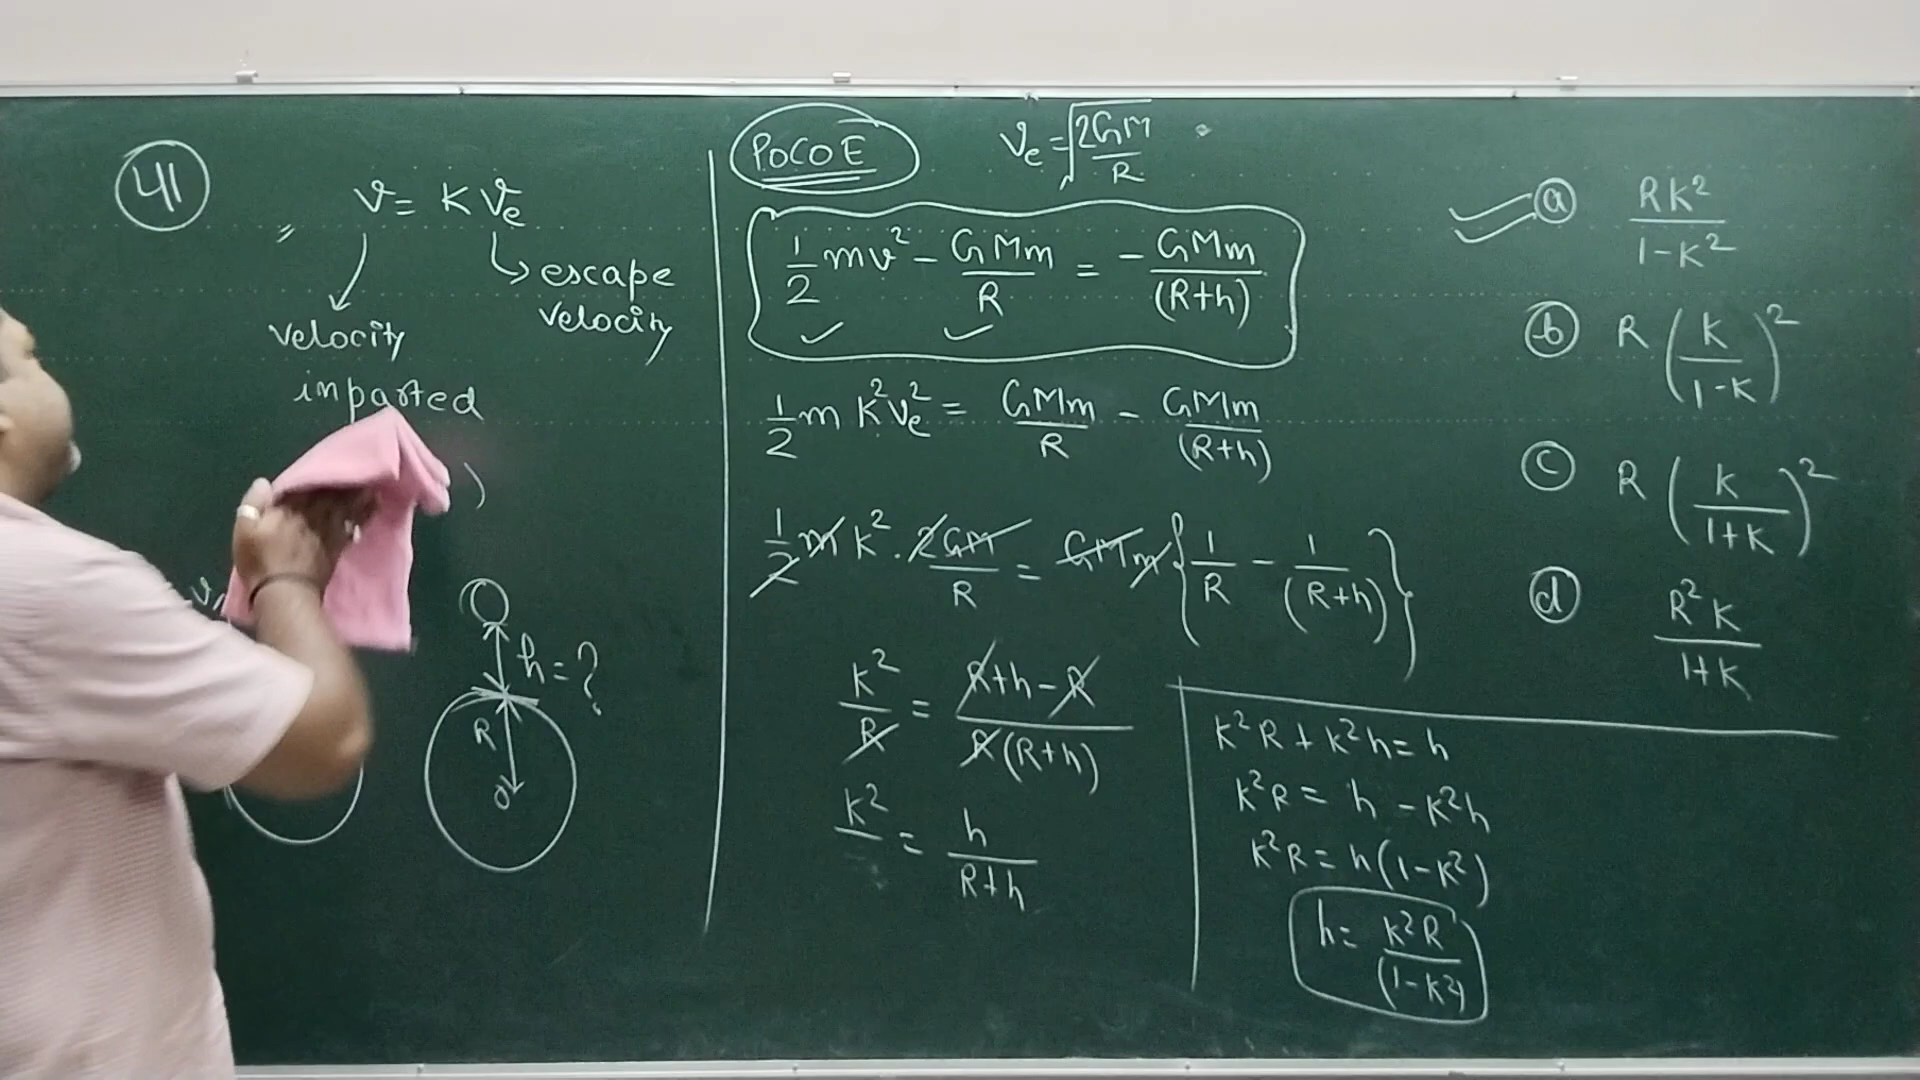 41
v = K ve
escape
velocity
velocity
imparted
)
v
h = ?
R
O
POCOE
Ve = √(2GM/R)
1/2 mv² - GMm/R = - GMm/(R+h)
1/2 m K²ve² = GMm/R - GMm/(R+h)
1/2 m K² . 2GM/R = GMm { 1/R - 1/(R+h) }
K²/R = R+h-R / R(R+h)
K² = h/R+h
K²R + K²h = h
K²R = h - K²h
K²R = h(1-K²)
h = K²R/(1-K²)
a RK²/1-K²
b R (K/1-K)²
c R (K/1+K)²
d R²K/1+K